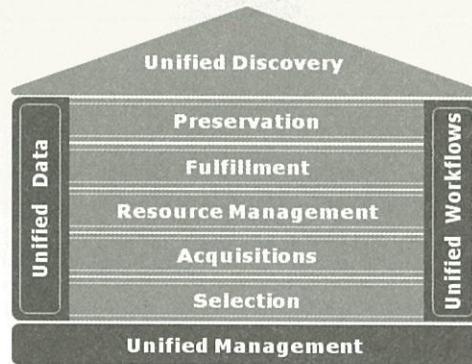 Unified Discovery
Unified Data
Preservation
Fulfillment
Resource Management
Acquisitions
Selection
Unified Workflows
Unified Management